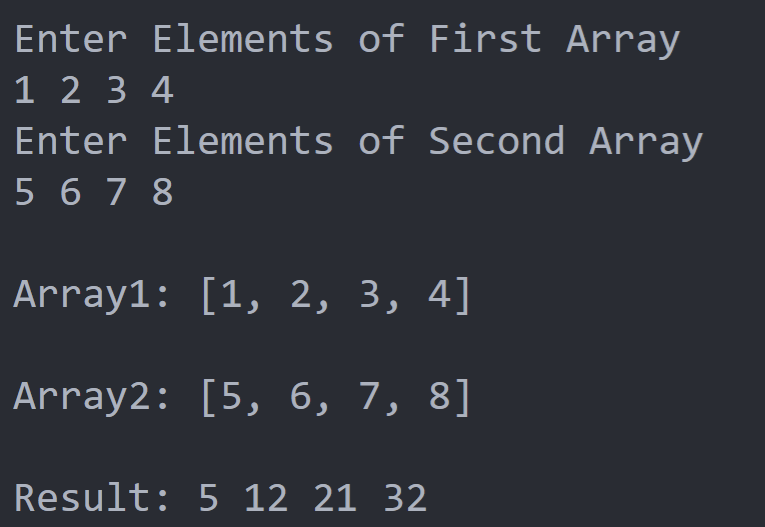 Enter Elements of First Array
1 2 3 4
Enter Elements of Second Array
5 6 7 8
Array1: [1, 2, 3, 4]
Array2: [5, 6, 7, 8]
Result: 5 12 21 32